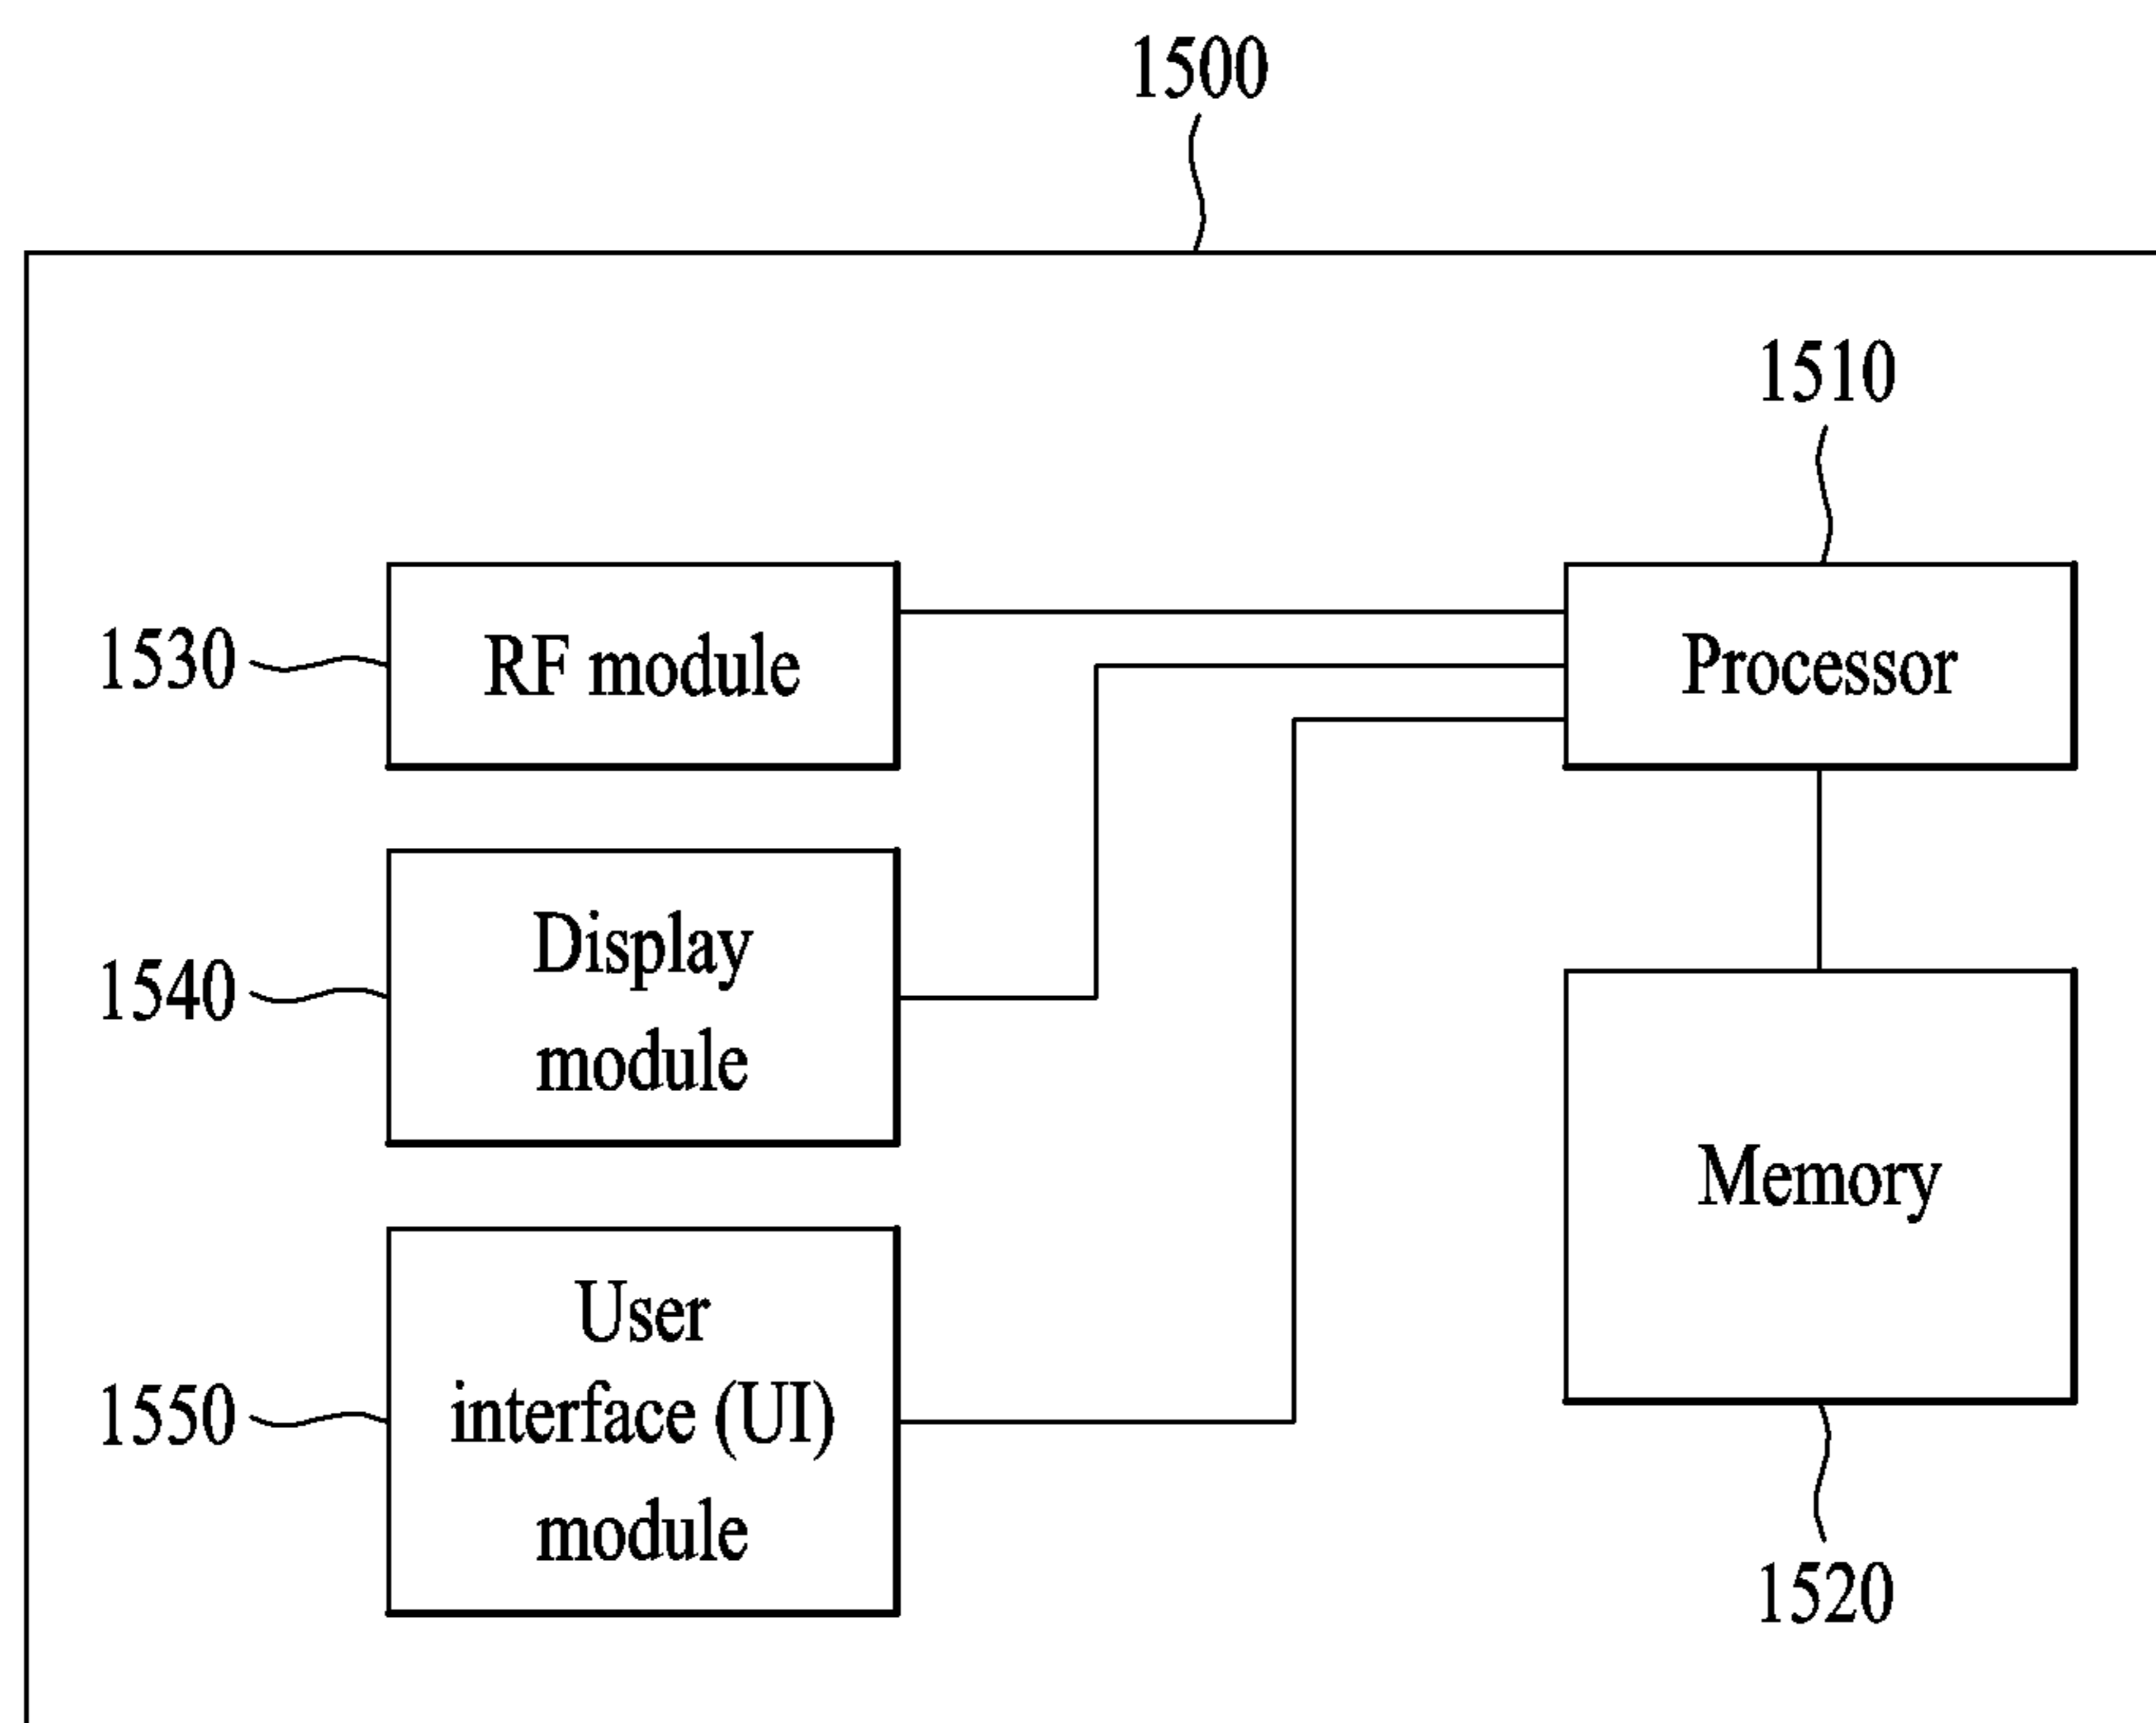 1500
1510
1530
RF module
Processor
1540
Display
module
Memory
1550
User
interface (UI)
module
1520